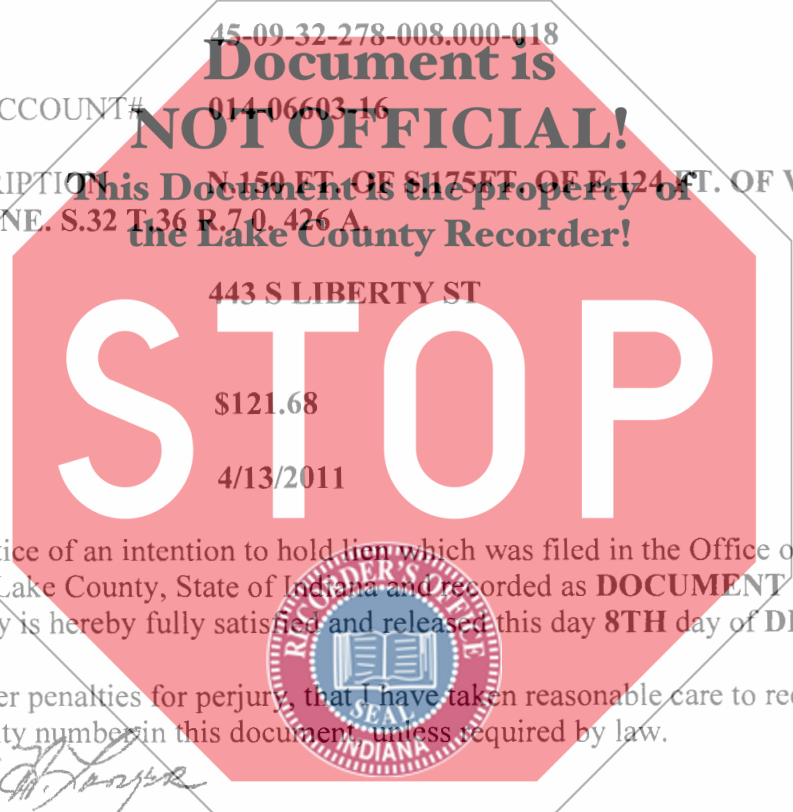 45-09-32-278-008.000-018
Document is
CCOUNT# 014-06603-16
NOT OFFICIAL!
RIPTION N.150 FT. OF S.175FT. OF E.124 FT. OF
This Document is the property of
NE. S.32 T.36 R.7 0. 426 A.
the Lake County Recorder!
443 S LIBERTY ST
STOP
$121.68
4/13/2011
tice of an intention to hold lien which was filed in the Office o
Lake County, State of Indiana and recorded as DOCUMENT
y is hereby fully satisfied and released this day 8TH day of DE
RECORDER'S OFFICE
er penalties for perjury, that I have taken reasonable care to re
SEAL
ity number in this document, unless required by law.
INDIANA